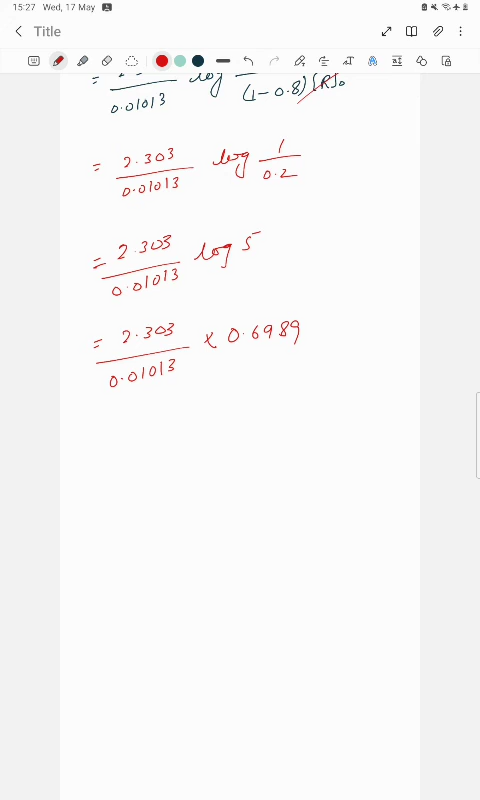 15:27 Wed, 17 May
Title
= 0.01013 log (1-0.8)[R]₀
= 2.303/0.01013 log 1/0.2
= 2.303/0.01013 log 5
= 2.303/0.01013 × 0.6989